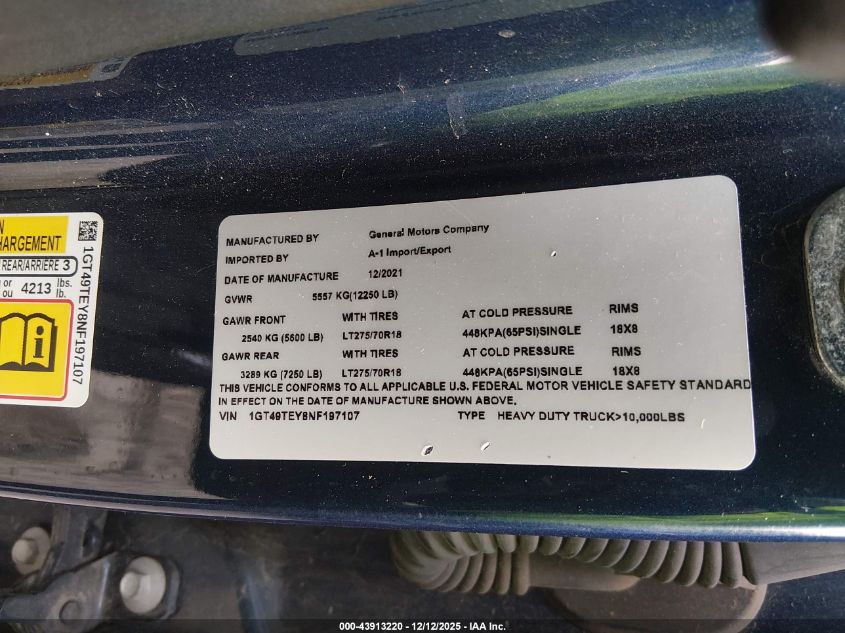 N
HARGEMENT
REAR/ARRIÈRE 3
or
ou 4213 lbs.
lb.
1GT49TEY8NF197107
MANUFACTURED BY General Motors Company
IMPORTED BY A-1 Import/Export
DATE OF MANUFACTURE 12/2021
GVWR 5557 KG(12250 LB)
GAWR FRONT WITH TIRES AT COLD PRESSURE RIMS
2540 KG (5600 LB) LT275/70R18 448KPA(65PSI)SINGLE 18X8
GAWR REAR WITH TIRES AT COLD PRESSURE RIMS
3289 KG (7250 LB) LT275/70R18 448KPA(65PSI)SINGLE 18X8
THIS VEHICLE CONFORMS TO ALL APPLICABLE U.S. FEDERAL MOTOR VEHICLE SAFETY STANDARD
IN EFFECT ON THE DATE OF MANUFACTURE SHOWN ABOVE.
VIN 1GT49TEY8NF197107 TYPE HEAVY DUTY TRUCK>10,000LBS
000-43913220 - 12/12/2025 - IAA Inc.